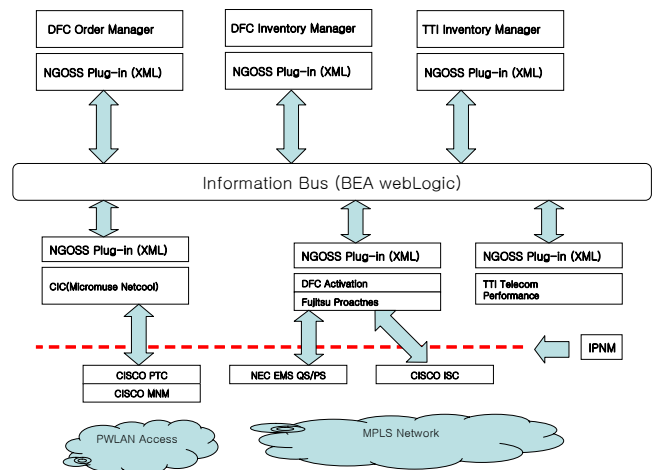 DFC Order Manager
DFC Inventory Manager
TTI Inventory Manager
NGOSS Plug-in (XML)
NGOSS Plug-in (XML)
NGOSS Plug-in (XML)
Information Bus (BEA webLogic)
NGOSS Plug-in (XML)
NGOSS Plug-in (XML)
NGOSS Plug-in (XML)
CIC(Micromuse Netcool)
DFC Activation
Fujitsu Proactnes
TTI Telecom
Performance
IPNM
CISCO PTC
CISCO MNM
NEC EMS QS/PS
CISCO ISC
PWLAN Access
MPLS Network